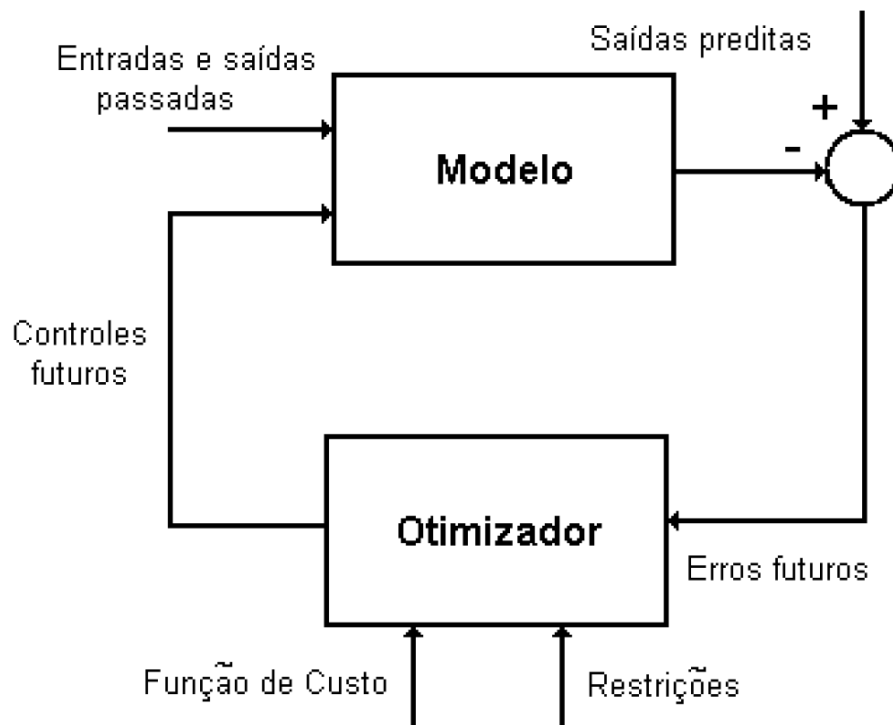 Saídas preditas
Entradas e saídas
passadas
+
-
Modelo
Controles
futuros
Otimizador
Erros futuros
Função de Custo
Restrições